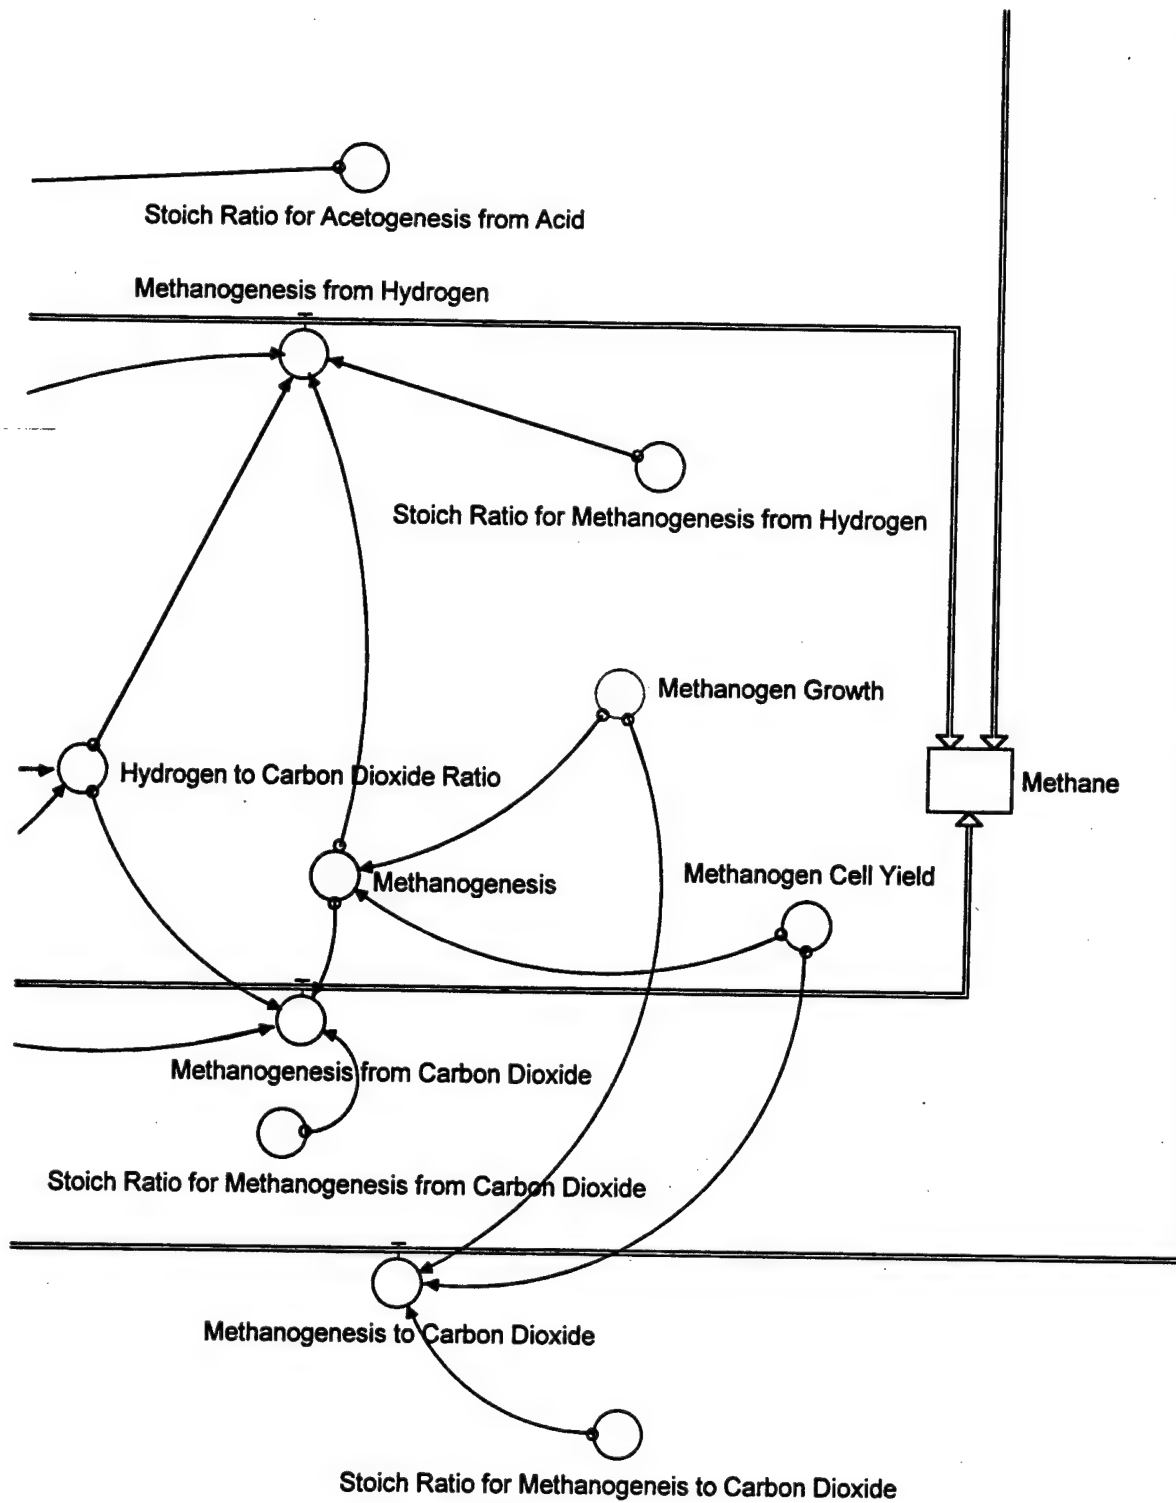 Stoich Ratio for Acetogenesis from Acid
Methanogenesis from Hydrogen
Stoich Ratio for Methanogenesis from Hydrogen
Methanogen Growth
Hydrogen to Carbon Dioxide Ratio
Methane
Methanogenesis
Methanogen Cell Yield
Methanogenesis from Carbon Dioxide
Stoich Ratio for Methanogenesis from Carbon Dioxide
Methanogenesis to Carbon Dioxide
Stoich Ratio for Methanogeneis to Carbon Dioxide